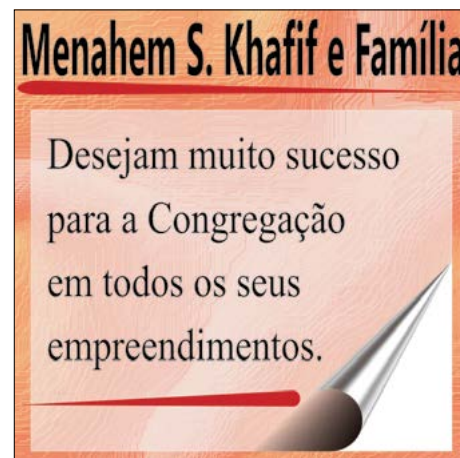 Menahem S. Khafif e Família
Desejam muito sucesso
para a Congregação
em todos os seus
empreendimentos.